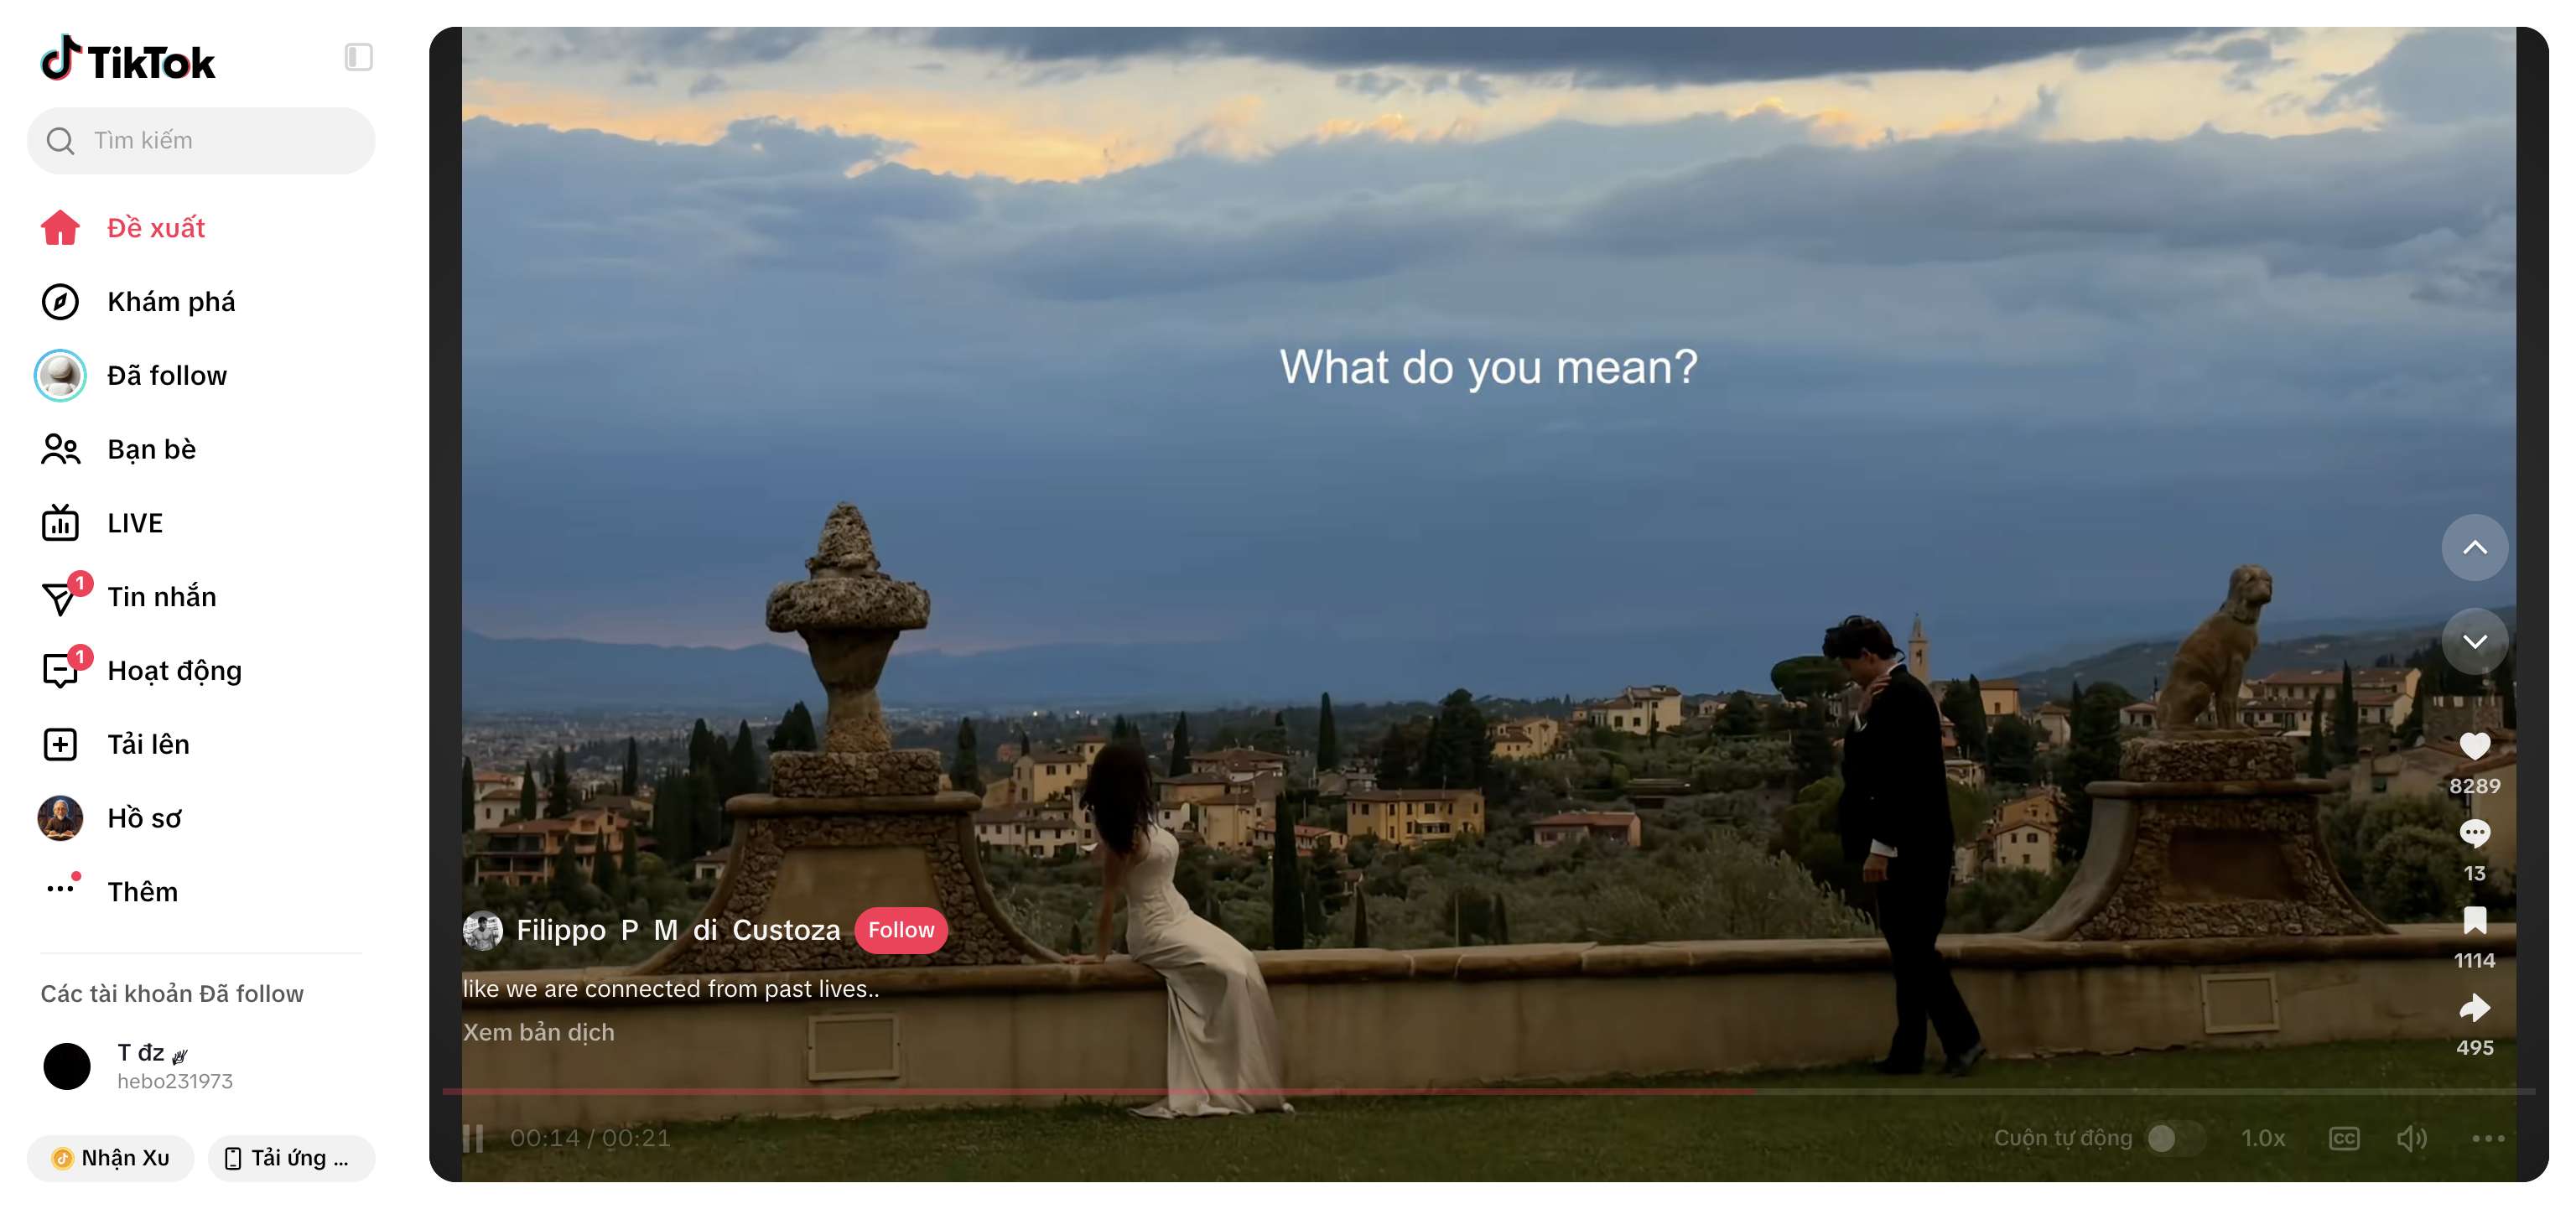 TikTok
Tìm kiếm
Đề xuất
Khám phá
Đã follow
Bạn bè
LIVE
1
Tin nhắn
1
Hoạt động
Tải lên
Hồ sơ
Thêm
Các tài khoản Đã follow
T đz
hebo231973
Nhận Xu
Tải ứng ...
What do you mean?
8289
13
1114
495
Filippo P M di Custoza
Follow
like we are connected from past lives..
Xem bản dịch
00:14 / 00:21
Cuộn tự động
1.0x
CC